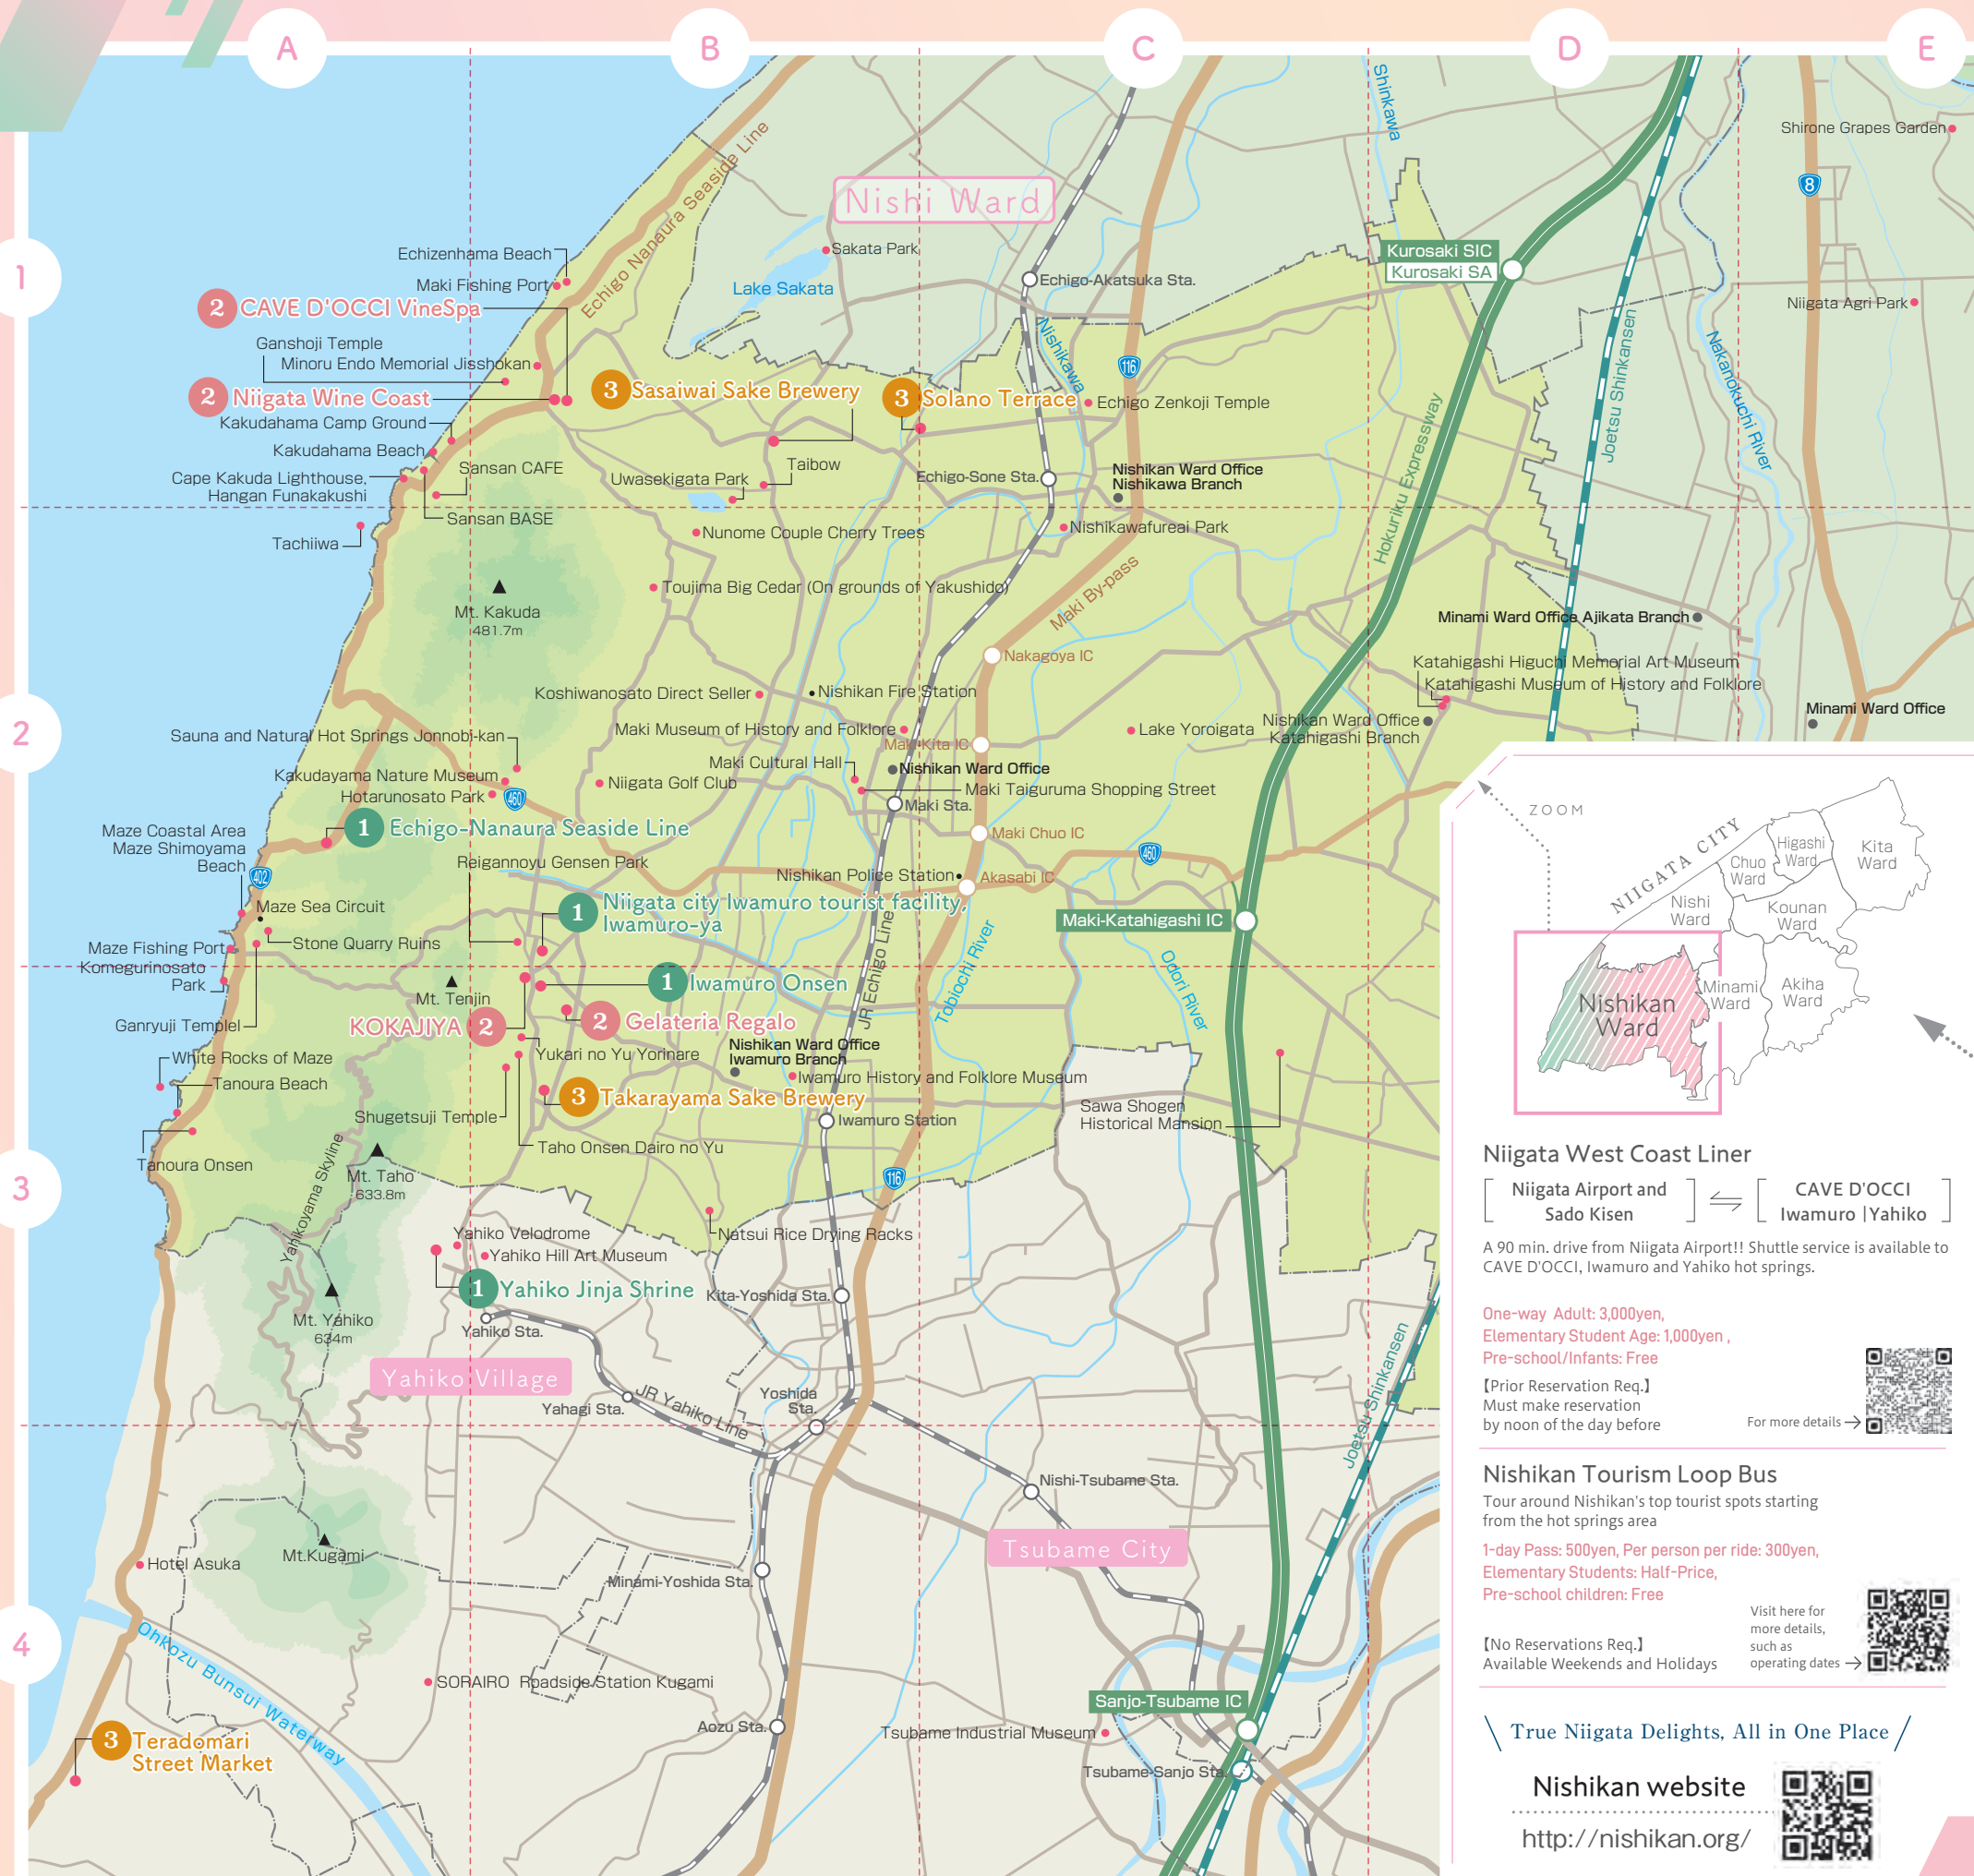 A
B
C
D
E
1
2
3
4
Shinkawa
Shirone Grapes Garden
8
Echigo Nanaura Seaside Line
Nishi Ward
Sakata Park
Lake Sakata
Echigo-Akatsuka Sta.
Kurosaki SIC
Kurosaki SA
Niigata Agri Park
Echizenhama Beach
Maki Fishing Port
2 CAVE D'OCCI VineSpa
Ganshoji Temple
Minoru Endo Memorial Jisshokan
2 Niigata Wine Coast
Kakudahama Camp Ground
Kakudahama Beach
Cape Kakuda Lighthouse,
Hangan Funakakushi
Sansan CAFE
Sansan BASE
Tachiiwa
3 Sasaiwai Sake Brewery
3 Solano Terrace
Nishikawa
116
Echigo Zenkoji Temple
Joetsu Shinkansen
Nakanokuchi River
Hokuriku Expressway
Taibow
Uwasekigata Park
Echigo-Sone Sta.
Nishikan Ward Office
Nishikawa Branch
Nunome Couple Cherry Trees
Nishikawafureai Park
Toujima Big Cedar (On grounds of Yakushido)
Maki By-pass
Mt. Kakuda
481.7m
Minami Ward Office Ajikata Branch
Nakagoya IC
Katahigashi Higuchi Memorial Art Museum
Katahigashi Museum of History and Folklore
Koshiwanosato Direct Seller
Nishikan Fire Station
Minami Ward Office
Maki Museum of History and Folklore
Maki Kita IC
Lake Yoroigata
Nishikan Ward Office
Katahigashi Branch
Sauna and Natural Hot Springs Jonnobi-kan
Maki Cultural Hall
Nishikan Ward Office
Kakudayama Nature Museum
Hotarunosato Park
460
Niigata Golf Club
Maki Taiguruma Shopping Street
Maki Sta.
1 Echigo-Nanaura Seaside Line
Maze Coastal Area
Maze Shimoyama
Beach
402
Maki Chuo IC
460
Reigannoyu Gensen Park
Nishikan Police Station
Akasabi IC
Maze Sea Circuit
1 Niigata city Iwamuro tourist facility,
Iwamuro-ya
Maki-Katahigashi IC
Stone Quarry Ruins
Maze Fishing Port
Komegurinosato
Park
JR Echigo Line
Tobiochi River
Odori River
Mt. Tenjin
1 Iwamuro Onsen
Ganryuji Templel
KOKAJIYA 2
2 Gelateria Regalo
Yukari no Yu Yorinare
Nishikan Ward Office
Iwamuro Branch
White Rocks of Maze
Tanoura Beach
Iwamuro History and Folklore Museum
3 Takarayama Sake Brewery
Shugetsuji Temple
Iwamuro Station
Sawa Shogen
Historical Mansion
Tanoura Onsen
Taho Onsen Dairo no Yu
Mt. Taho
633.8m
116
Yahikoyama Skyline
Yahiko Velodrome
Yahiko Hill Art Museum
Natsui Rice Drying Racks
1 Yahiko Jinja Shrine
Kita-Yoshida Sta.
Mt. Yahiko
634m
Yahiko Sta.
Joetsu Shinkansen
Yahiko Village
Yahagi Sta.
JR Yahiko Line
Yoshida
Sta.
Nishi-Tsubame Sta.
Tsubame City
Mt.Kugami
Hotel Asuka
Minami-Yoshida Sta.
Ohkozu Bunsui Waterway
SORAIRO Roadside Station Kugami
Sanjo-Tsubame IC
Aozu Sta.
Tsubame Industrial Museum
Tsubame-Sanjo Sta.
3 Teradomari
Street Market
ZOOM
NIIGATA CITY
Higashi
Ward
Kita
Ward
Chuo
Ward
Nishi
Ward
Kounan
Ward
Minami
Ward
Akiha
Ward
Nishikan
Ward
Niigata West Coast Liner
Niigata Airport and
Sado Kisen
CAVE D'OCCI
Iwamuro |Yahiko
A 90 min. drive from Niigata Airport!! Shuttle service is available to
CAVE D'OCCI, Iwamuro and Yahiko hot springs.
One-way Adult: 3,000yen,
Elementary Student Age: 1,000yen ,
Pre-school/Infants: Free
【Prior Reservation Req.】
Must make reservation
by noon of the day before
For more details →
Nishikan Tourism Loop Bus
Tour around Nishikan's top tourist spots starting
from the hot springs area
1-day Pass: 500yen, Per person per ride: 300yen,
Elementary Students: Half-Price,
Pre-school children: Free
【No Reservations Req.】
Available Weekends and Holidays
Visit here for
more details,
such as
operating dates →
True Niigata Delights, All in One Place
Nishikan website
http://nishikan.org/